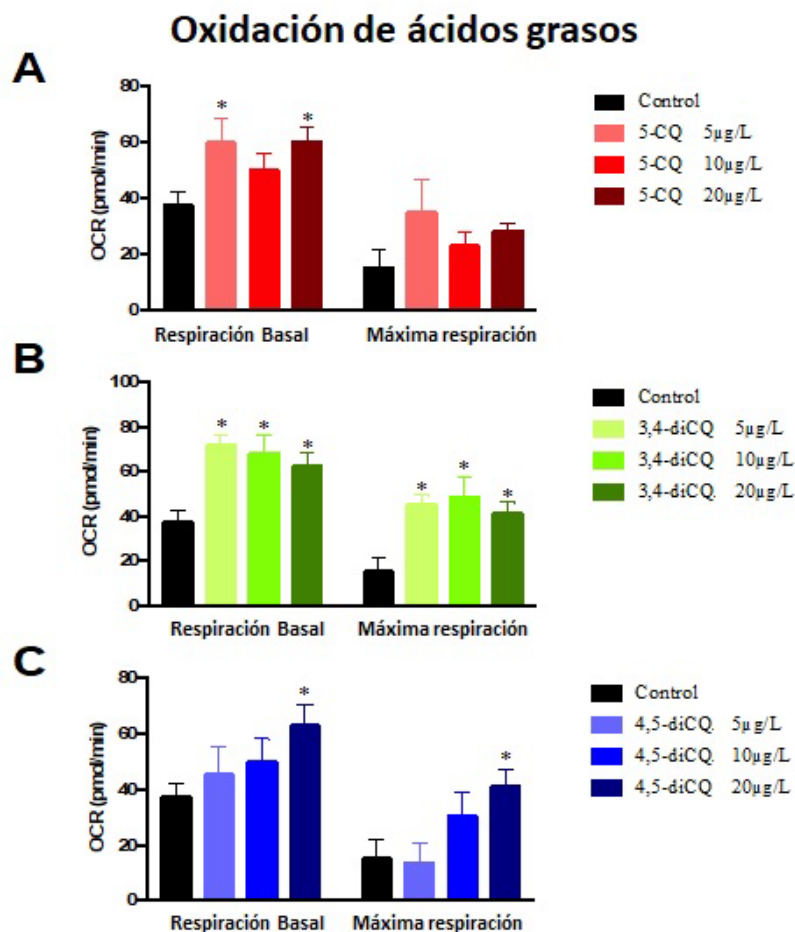 Oxidación de ácidos grasos
A
80
60
40
20
0
OCR (pmol/min)
* *
Respiración Basal Máxima respiración
Control
5-CQ 5µg/L
5-CQ 10µg/L
5-CQ 20µg/L
B
100
80
60
40
20
0
OCR (pmol/min)
* * * * * *
Respiración Basal Máxima respiración
Control
3,4-diCQ 5µg/L
3,4-diCQ 10µg/L
3,4-diCQ. 20µg/L
C
80
60
40
20
0
OCR (pmol/min)
* *
Respiración Basal Máxima respiración
Control
4,5-diCQ. 5µg/L
4,5-diCQ. 10µg/L
4,5-diCQ 20µg/L